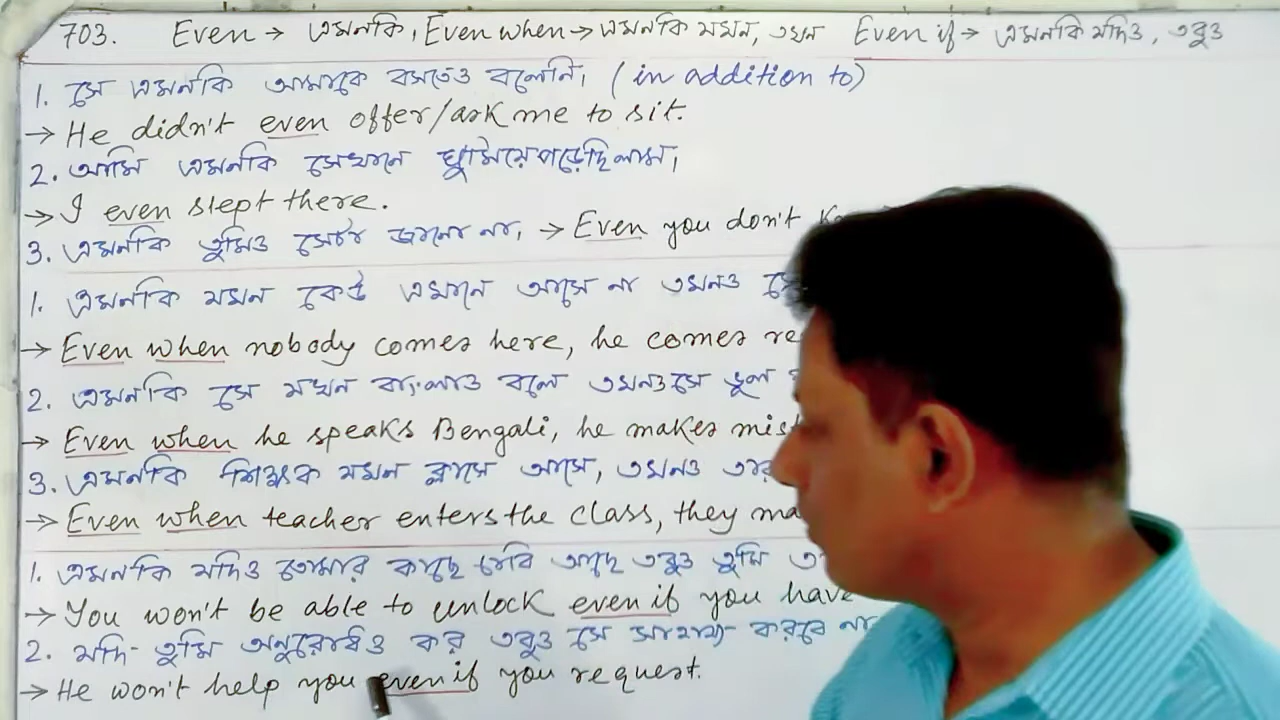 703. Even → এমনকি, Even when → এমনকি যখন, তখন Even if → এমনকি যদিও, তবুও
1. সে এমনকি আমাকে বসতেও বলেনি। (in addition to)
→ He didn't even offer/ask me to sit.
2. আমি এমনকি সেখানে ঘুমিয়ে পড়েছিলাম।
→ I even slept there.
3. এমনকি তুমিও সেটা জানো না। → Even you don't
1. এমনকি যখন কেউ এখানে আসে না তখনও
→ Even when nobody comes here, he comes re
2. এমনকি সে যখন বাংলাও বলে তখনও সে ভুল
→ Even when he speaks Bengali, he makes mis
3. এমনকি শিক্ষক যখন ক্লাসে আসে, তখনও
→ Even when teacher enters the class, they ma
1. এমনকি যদিও তোমার কাছে চাবি আছে তবুও তুমি
→ You won't be able to unlock even if you have
2. যদি তুমি অনুরোধও কর তবুও সে সাহায্য করবে না
→ He won't help you even if you request.